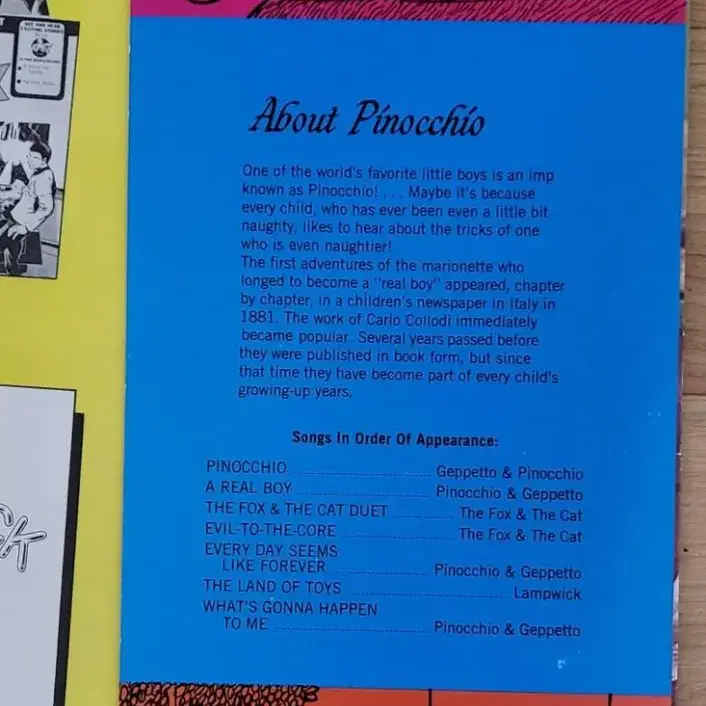 SEE AND HEAR
EXCITING STORIES
About Pinocchio
One of the world's favorite little boys is an imp
known as Pinocchio! . . . Maybe it's because
every child, who has ever been even a little bit
naughty, likes to hear about the tricks of one
who is even naughtier!
The first adventures of the marionette who
longed to become a "real boy" appeared, chapter
by chapter, in a children's newspaper in Italy in
1881. The work of Carlo Collodi immediately
became popular. Several years passed before
they were published in book form, but since
that time they have become part of every child's
growing-up years.
Songs In Order Of Appearance:
PINOCCHIO Geppetto & Pinocchio
A REAL BOY Pinocchio & Geppetto
THE FOX & THE CAT DUET The Fox & The Cat
EVIL-TO-THE-CORE The Fox & The Cat
EVERY DAY SEEMS
LIKE FOREVER Pinocchio & Geppetto
THE LAND OF TOYS Lampwick
WHAT'S GONNA HAPPEN
TO ME Pinocchio & Geppetto